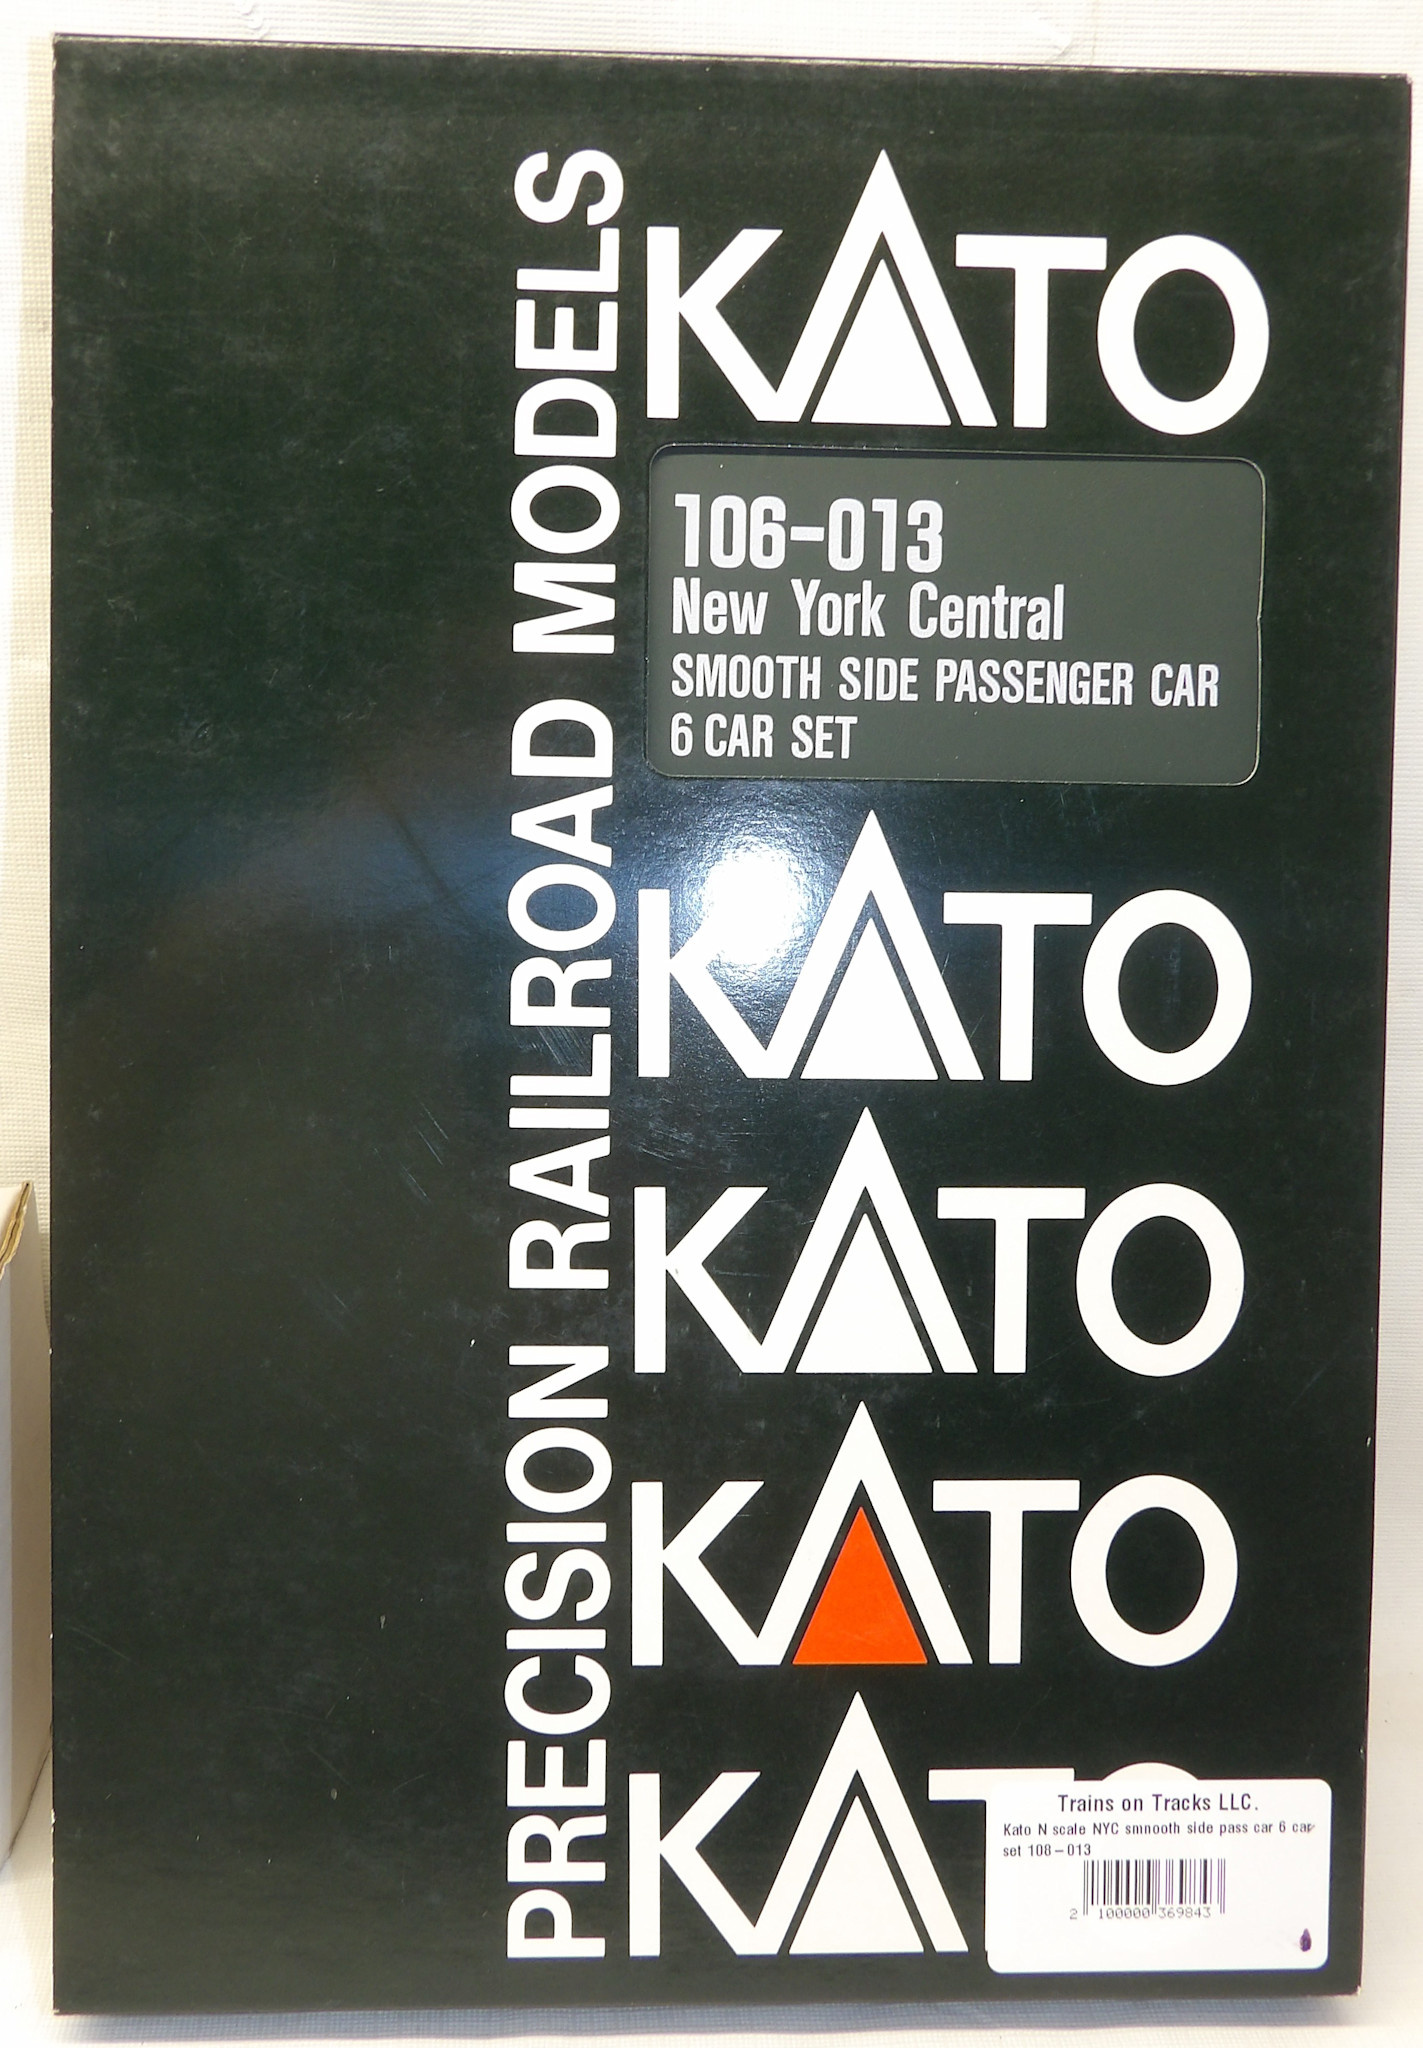 PRECISION RAILROAD MODELS
KATO
106-013
New York Central
SMOOTH SIDE PASSENGER CAR
6 CAR SET
KATO
KATO
KATO
KATO
Trains on Tracks LLC.
Kato N scale NYC smnooth side pass car 6 car
set 108-013
2 100000 369843